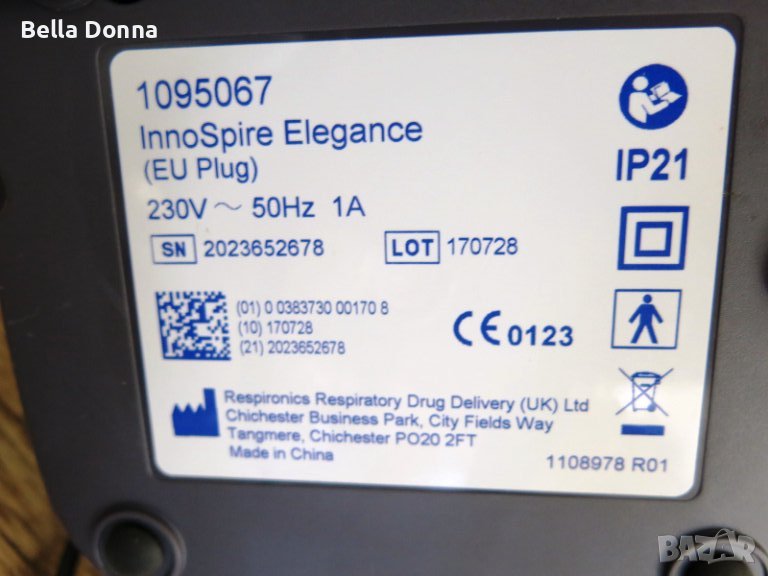 Bella Donna
1095067
InnoSpire Elegance
(EU Plug)
230V ~ 50Hz 1A
SN 2023652678 LOT 170728
IP21
(01) 0 0383730 00170 8
(10) 170728
(21) 2023652678
CE 0123
Respironics Respiratory Drug Delivery (UK) Ltd
Chichester Business Park, City Fields Way
Tangmere, Chichester PO20 2FT
Made in China
1108978 R01
BAZAR